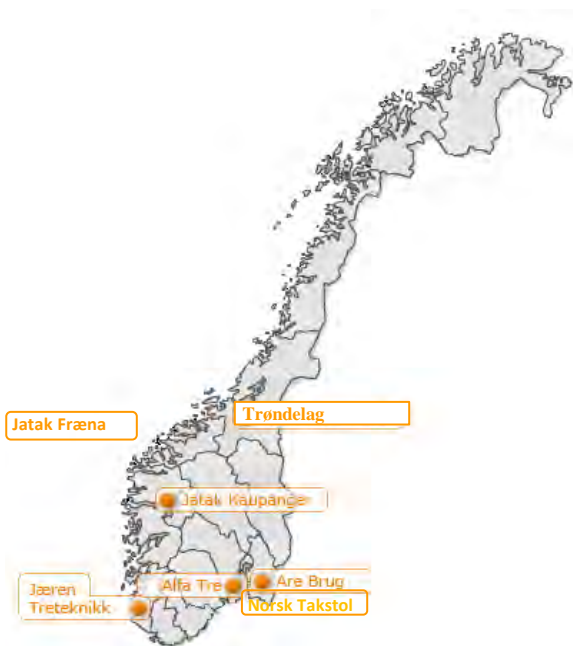 Trøndelag
Jatak Fræna
Jatak Kaupanger
Jæren
Treteknikk
Alfa Tre
Are Brug
Norsk Takstol